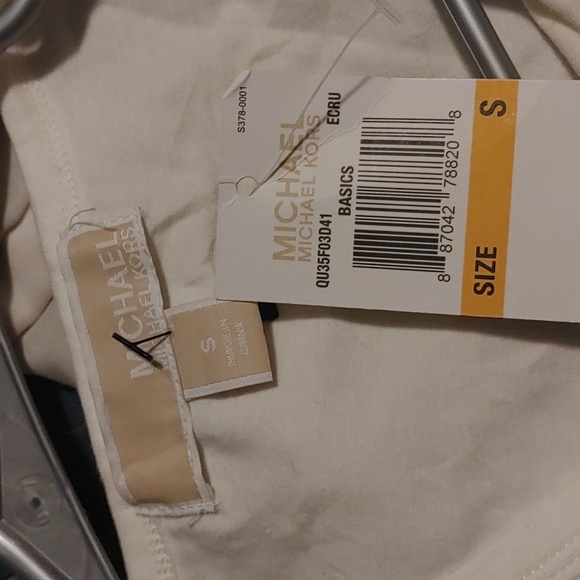 S378-0001
MICHAEL
MICHAEL KORS
ECRU
QU35F03D41
BASICS
8 87042 78820 8
SIZE S
MICHAEL
MICHAEL KORS
S
MADE IN
CHINA